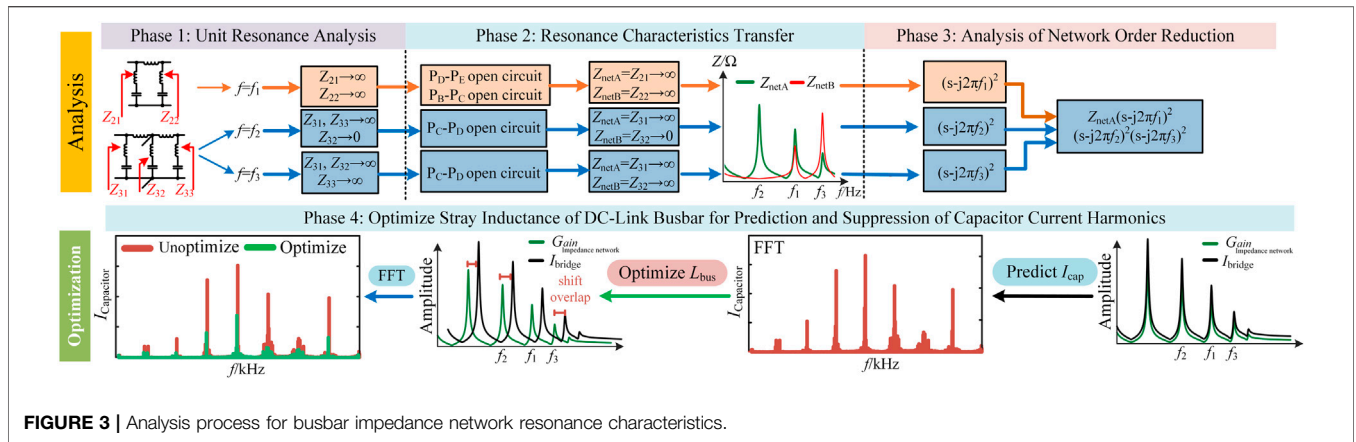 Phase 1: Unit Resonance Analysis
Phase 2: Resonance Characteristics Transfer
Phase 3: Analysis of Network Order Reduction
Analysis
Z21
Z22
f=f1
Z21→∞
Z22→∞
PD-PE open circuit
PB-PC open circuit
ZnetA=Z21→∞
ZnetB=Z22→∞
Z31
Z32
Z33
f=f2
Z31, Z33→∞
Z32→0
PC-PD open circuit
ZnetA=Z31→∞
ZnetB=Z32→0
f=f3
Z31, Z32→∞
Z33→∞
PC-PD open circuit
ZnetA=Z31→∞
ZnetB=Z32→∞
Z/Ω
ZnetA
ZnetB
f2
f1
f3
f/Hz
(s-j2πf1)²
(s-j2πf2)²
(s-j2πf3)²
ZnetA(s-j2πf1)²
(s-j2πf2)²(s-j2πf3)²
Phase 4: Optimize Stray Inductance of DC-Link Busbar for Prediction and Suppression of Capacitor Current Harmonics
Optimization
Unoptimize
Optimize
ICapacitor
f/kHz
FFT
Amplitude
Gain
Impedance network
Ibridge
shift
overlap
f2
f1
f3
Optimize Lbus
FFT
ICapacitor
f/kHz
Predict Icap
Amplitude
Gain
Impedance network
Ibridge
f2
f1
f3
FIGURE 3 | Analysis process for busbar impedance network resonance characteristics.